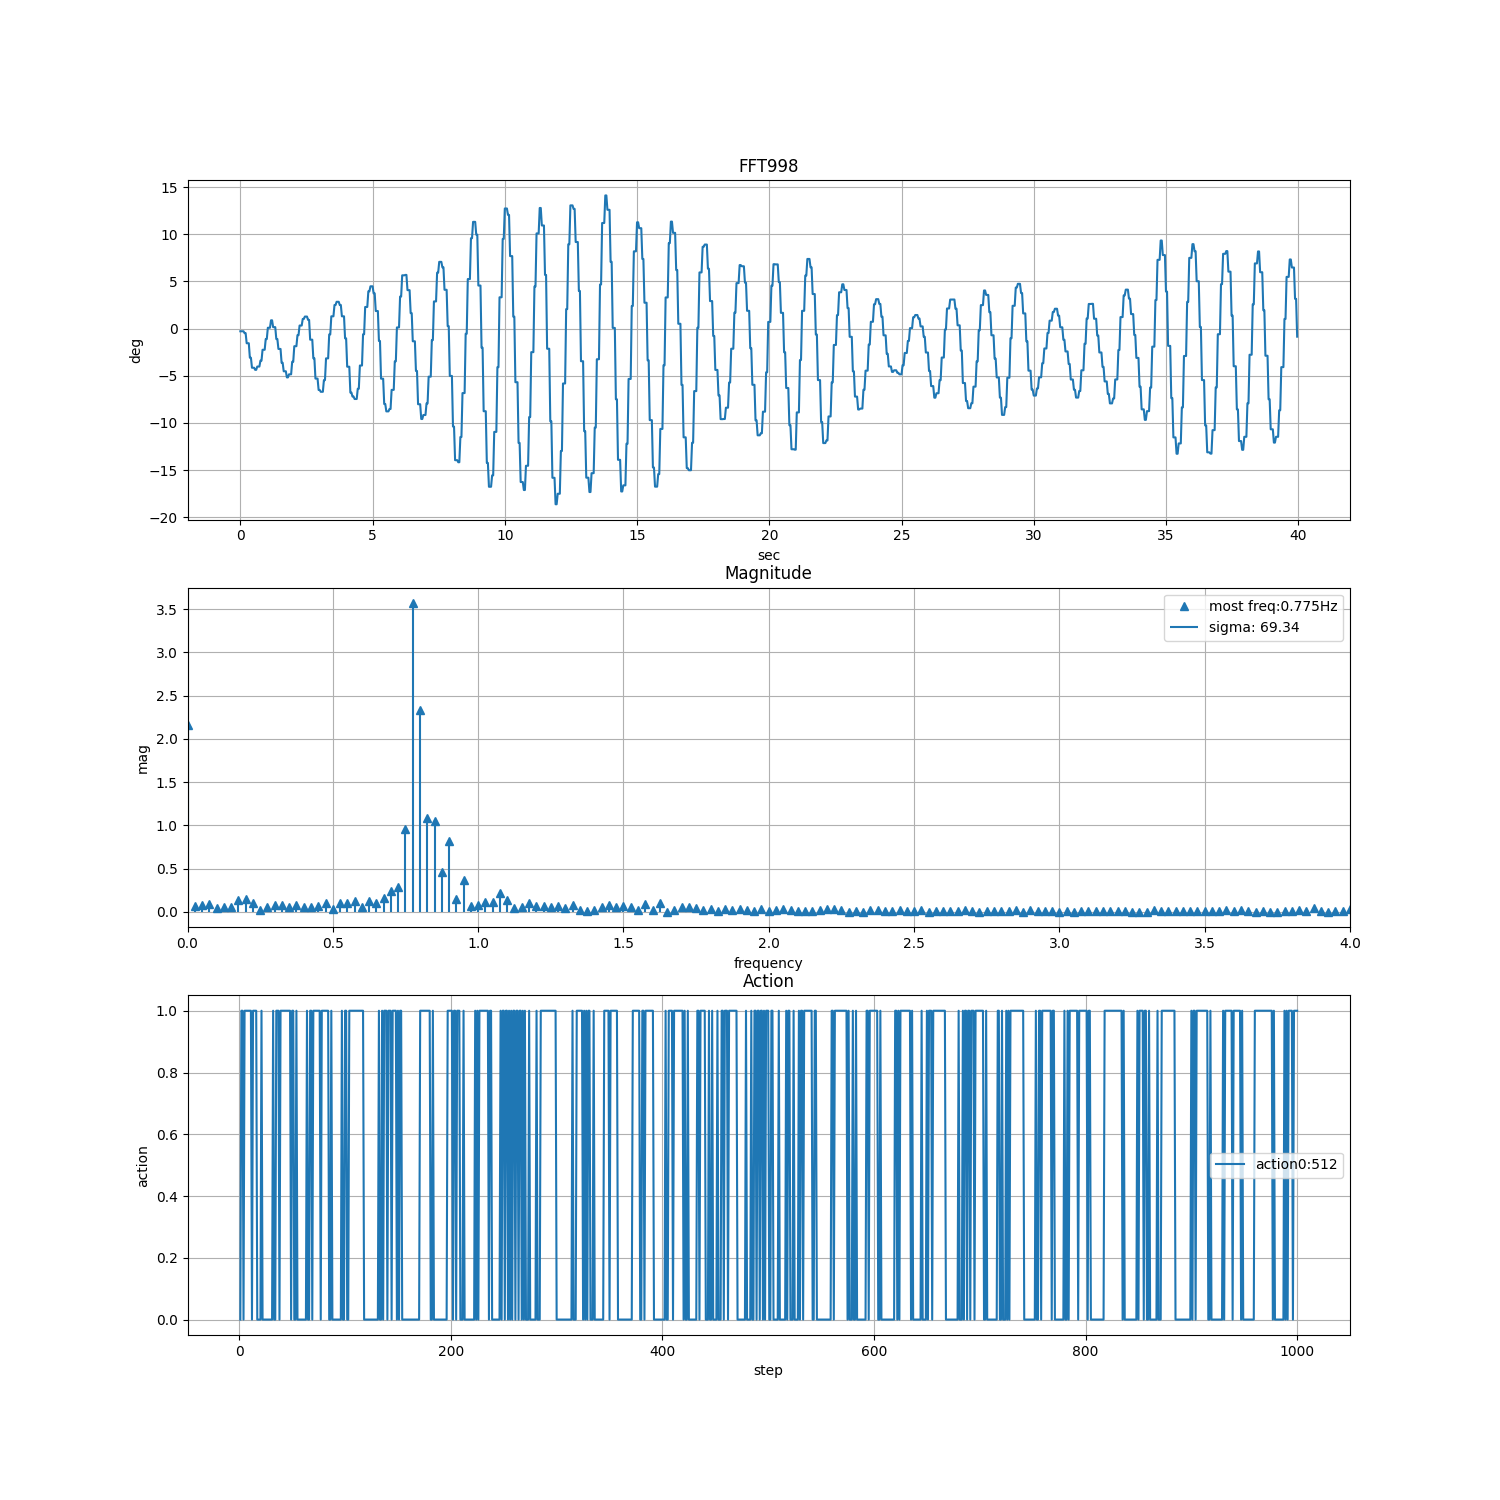 FFT998
15
10
5
0
−5
−10
−15
−20
deg
0 5 10 15 20 25 30 35 40
sec
Magnitude
3.5
3.0
2.5
2.0
1.5
1.0
0.5
0.0
mag
most freq:0.775Hz
sigma: 69.34
0.0 0.5 1.0 1.5 2.0 2.5 3.0 3.5 4.0
frequency
Action
1.0
0.8
0.6
0.4
0.2
0.0
action
action0:512
0 200 400 600 800 1000
step